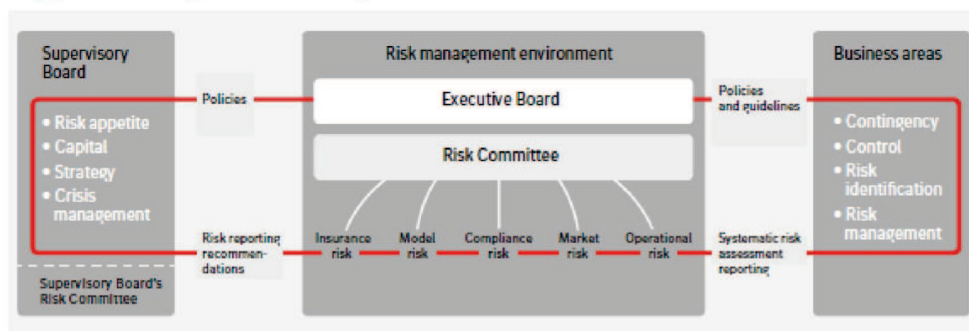 Supervisory
Board
• Risk appetite
• Capital
• Strategy
• Crisis
management
Supervisory Board's
Risk Committee
Policies
Risk reporting
recommen-
dations
Risk management environment
Executive Board
Risk Committee
Insurance
risk
Model
risk
Compliance
risk
Market
risk
Operational
risk
Policies
and guidelines
Systematic risk
assessment
reporting
Business areas
• Contingency
• Control
• Risk
identification
• Risk
management